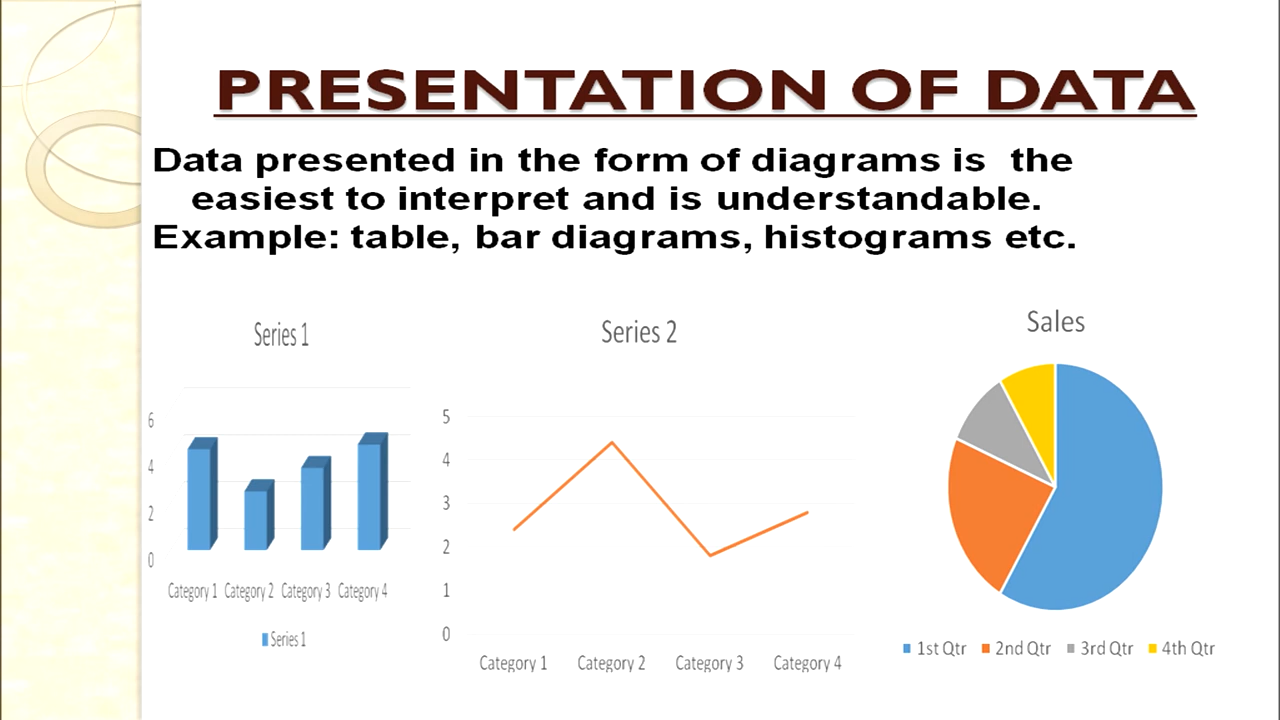 PRESENTATION OF DATA
Data presented in the form of diagrams is the
easiest to interpret and is understandable.
Example: table, bar diagrams, histograms etc.
Series 1
6
4
2
0
Category 1 Category 2 Category 3 Category 4
Series 1
Series 2
5
4
3
2
1
0
Category 1 Category 2 Category 3 Category 4
Sales
1st Qtr 2nd Qtr 3rd Qtr 4th Qtr